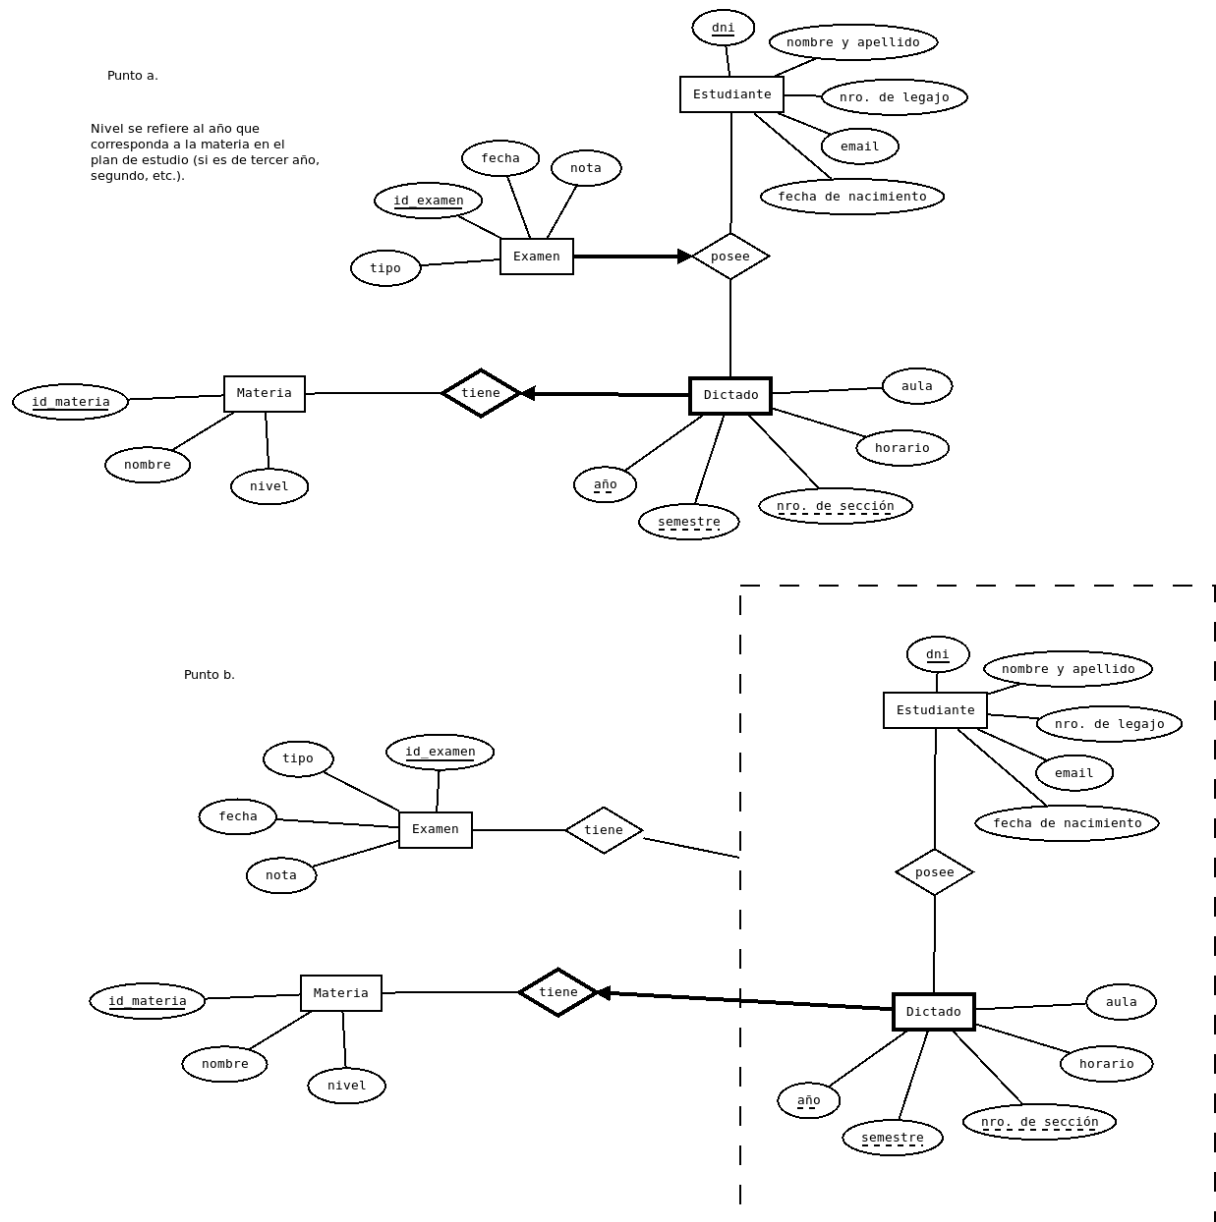 dni
nombre y apellido
Punto a.
Estudiante
nro. de legajo
Nivel se refiere al año que
corresponda a la materia en el
plan de estudio (si es de tercer año,
segundo, etc.).
email
fecha
nota
fecha de nacimiento
id_examen
Examen
posee
tipo
Materia
tiene
Dictado
aula
id_materia
horario
nombre
nivel
año
nro. de sección
semestre
Punto b.
dni
nombre y apellido
Estudiante
nro. de legajo
tipo
id_examen
email
fecha
Examen
tiene
fecha de nacimiento
nota
posee
Materia
tiene
id_materia
Dictado
aula
nombre
horario
nivel
año
nro. de sección
semestre